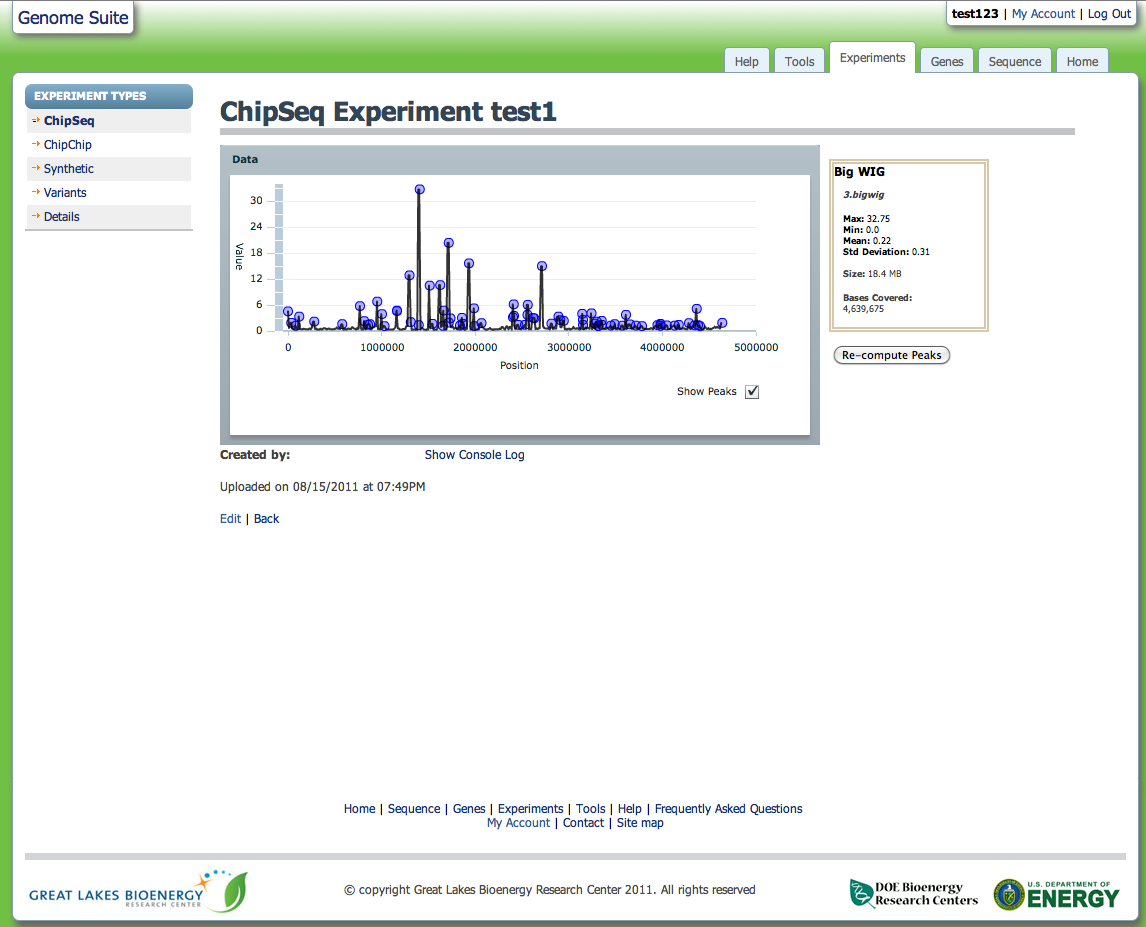 Genome Suite
test123 | My Account | Log Out
Help
Tools
Experiments
Genes
Sequence
Home
EXPERIMENT TYPES
ChipSeq
ChipChip
Synthetic
Variants
Details
ChipSeq Experiment test1
Data
30
24
18
12
6
0
Value
0 1000000 2000000 3000000 4000000 5000000
Position
Show Peaks
Big WIG
3.bigwig
Max: 32.75
Min: 0.0
Mean: 0.22
Std Deviation: 0.31
Size: 18.4 MB
Bases Covered:
4,639,675
Re-compute Peaks
Created by: Show Console Log
Uploaded on 08/15/2011 at 07:49PM
Edit | Back
Home | Sequence | Genes | Experiments | Tools | Help | Frequently Asked Questions
My Account | Contact | Site map
GREAT LAKES BIOENERGY
RESEARCH CENTER
© copyright Great Lakes Bioenergy Research Center 2011. All rights reserved
DOE Bioenergy
Research Centers
U.S. DEPARTMENT OF
ENERGY